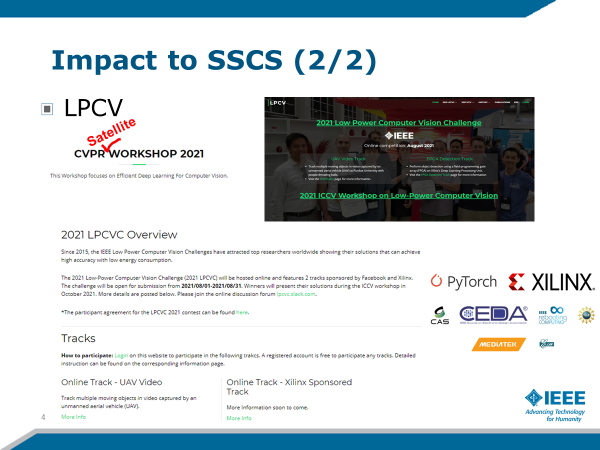 Impact to SSCS (2/2)
LPCV
Satellite
CVPR WORKSHOP 2021
This Workshop focuses on Efficient Deep Learning For Computer Vision.
LPCV
2021 Low Power Computer Vision Challenge
IEEE
Online competition, August 2021
UAV Video Track
FPGA Detection Track
2021 ICCV Workshop on Low-Power Computer Vision
2021 LPCVC Overview
Since 2015, the IEEE Low Power Computer Vision Challenges have attracted top researchers worldwide showing their solutions that can achieve
high accuracy with low energy consumption.
The 2021 Low-Power Computer Vision Challenge (2021 LPCVC) will be hosted online and features 2 tracks sponsored by Facebook and Xilinx.
The challenge will be open for submission from 2021/08/01-2021/08/31. Winners will present their solutions during the ICCV workshop in
October 2021. More details are posted below. Please join the online discussion forum lpcvc.slack.com.
*The participant agreement for the LPCVC 2021 contest can be found here.
PyTorch
XILINX
CAS
CEDA
IEEE
rebooting
COMPUTING
MEDIATEK
Tracks
How to participate: Login on this website to participate in the following trakcs. A registered account is free to participate any tracks. Detailed
instruction can be found on the corresponding information page.
Online Track - UAV Video
Track multiple moving objects in video captured by an
unmanned aerial vehicle (UAV).
More Info
Online Track - Xilinx Sponsored
Track
More Information soon to come.
More Info
4
IEEE
Advancing Technology
for Humanity